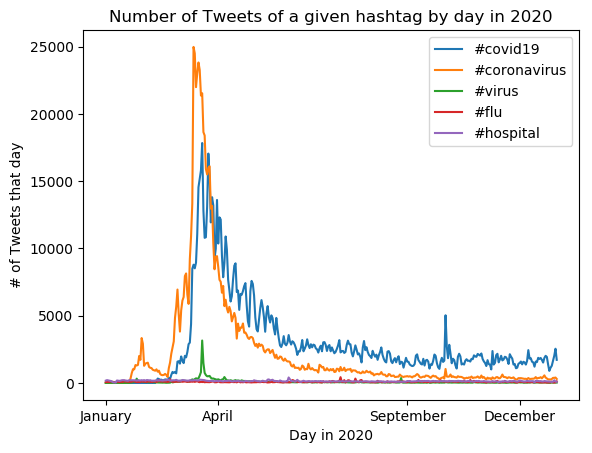 Number of Tweets of a given hashtag by day in 2020
25000
20000
15000
10000
5000
0
# of Tweets that day
#covid19
#coronavirus
#virus
#flu
#hospital
January April September December
Day in 2020